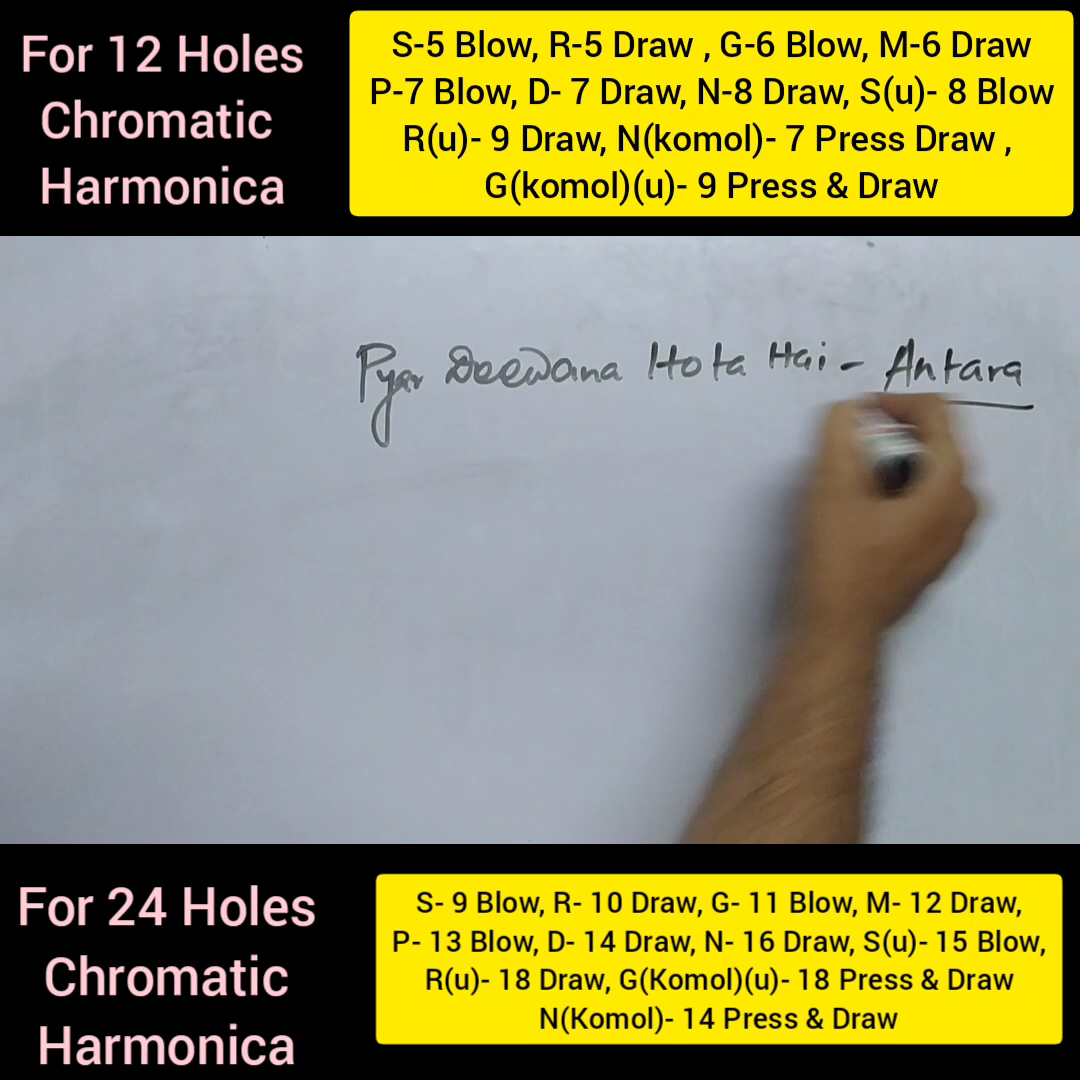 For 12 Holes
Chromatic
Harmonica
S-5 Blow, R-5 Draw , G-6 Blow, M-6 Draw
P-7 Blow, D- 7 Draw, N-8 Draw, S(u)- 8 Blow
R(u)- 9 Draw, N(komol)- 7 Press Draw ,
G(komol)(u)- 9 Press & Draw
Pyar Deewana Hota Hai - Antara
For 24 Holes
Chromatic
Harmonica
S- 9 Blow, R- 10 Draw, G- 11 Blow, M- 12 Draw,
P- 13 Blow, D- 14 Draw, N- 16 Draw, S(u)- 15 Blow,
R(u)- 18 Draw, G(Komol)(u)- 18 Press & Draw
N(Komol)- 14 Press & Draw